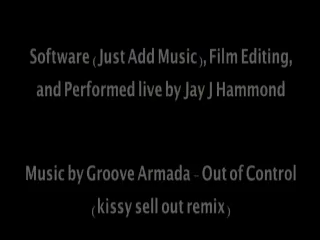 Software (Just Add Music), Film Editing,
and Performed live by Jay J Hammond
Music by Groove Armada - Out of Control
(kissy sell out remix)